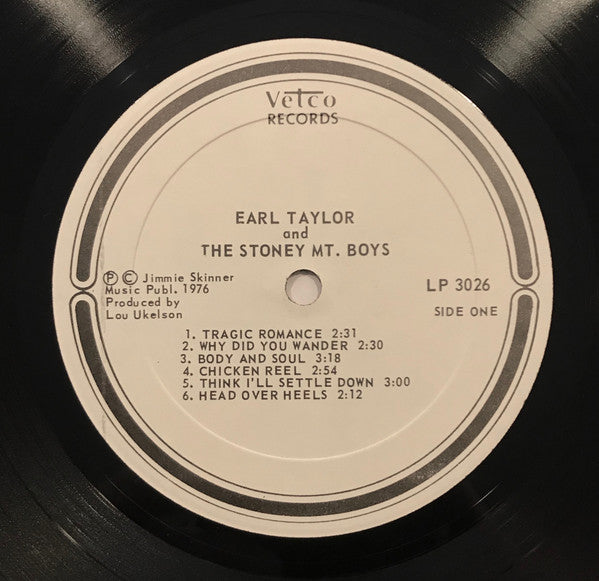 Vetco
RECORDS
EARL TAYLOR
and
THE STONEY MT. BOYS
Ⓟ Ⓒ Jimmie Skinner
Music Publ. 1976
Produced by
Lou Ukelson
LP 3026
SIDE ONE
1. TRAGIC ROMANCE 2:31
2. WHY DID YOU WANDER 2:30
3. BODY AND SOUL 3:18
4. CHICKEN REEL 2:54
5. THINK I'LL SETTLE DOWN 3:00
6. HEAD OVER HEELS 2:12